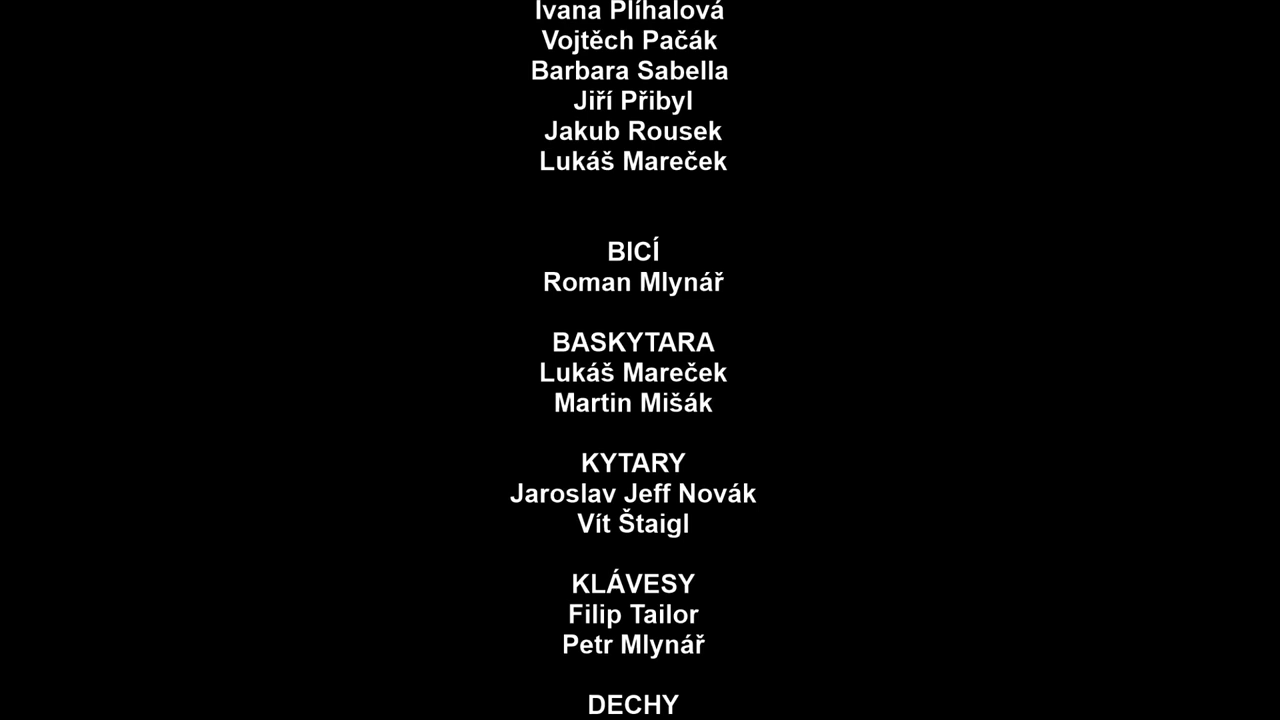 Ivana Plíhalová
Vojtěch Pačák
Barbara Sabella
Jiří Přibyl
Jakub Rousek
Lukáš Mareček
BICÍ
Roman Mlynář
BASKYTARA
Lukáš Mareček
Martin Mišák
KYTARY
Jaroslav Jeff Novák
Vít Štaigl
KLÁVESY
Filip Tailor
Petr Mlynář
DECHY